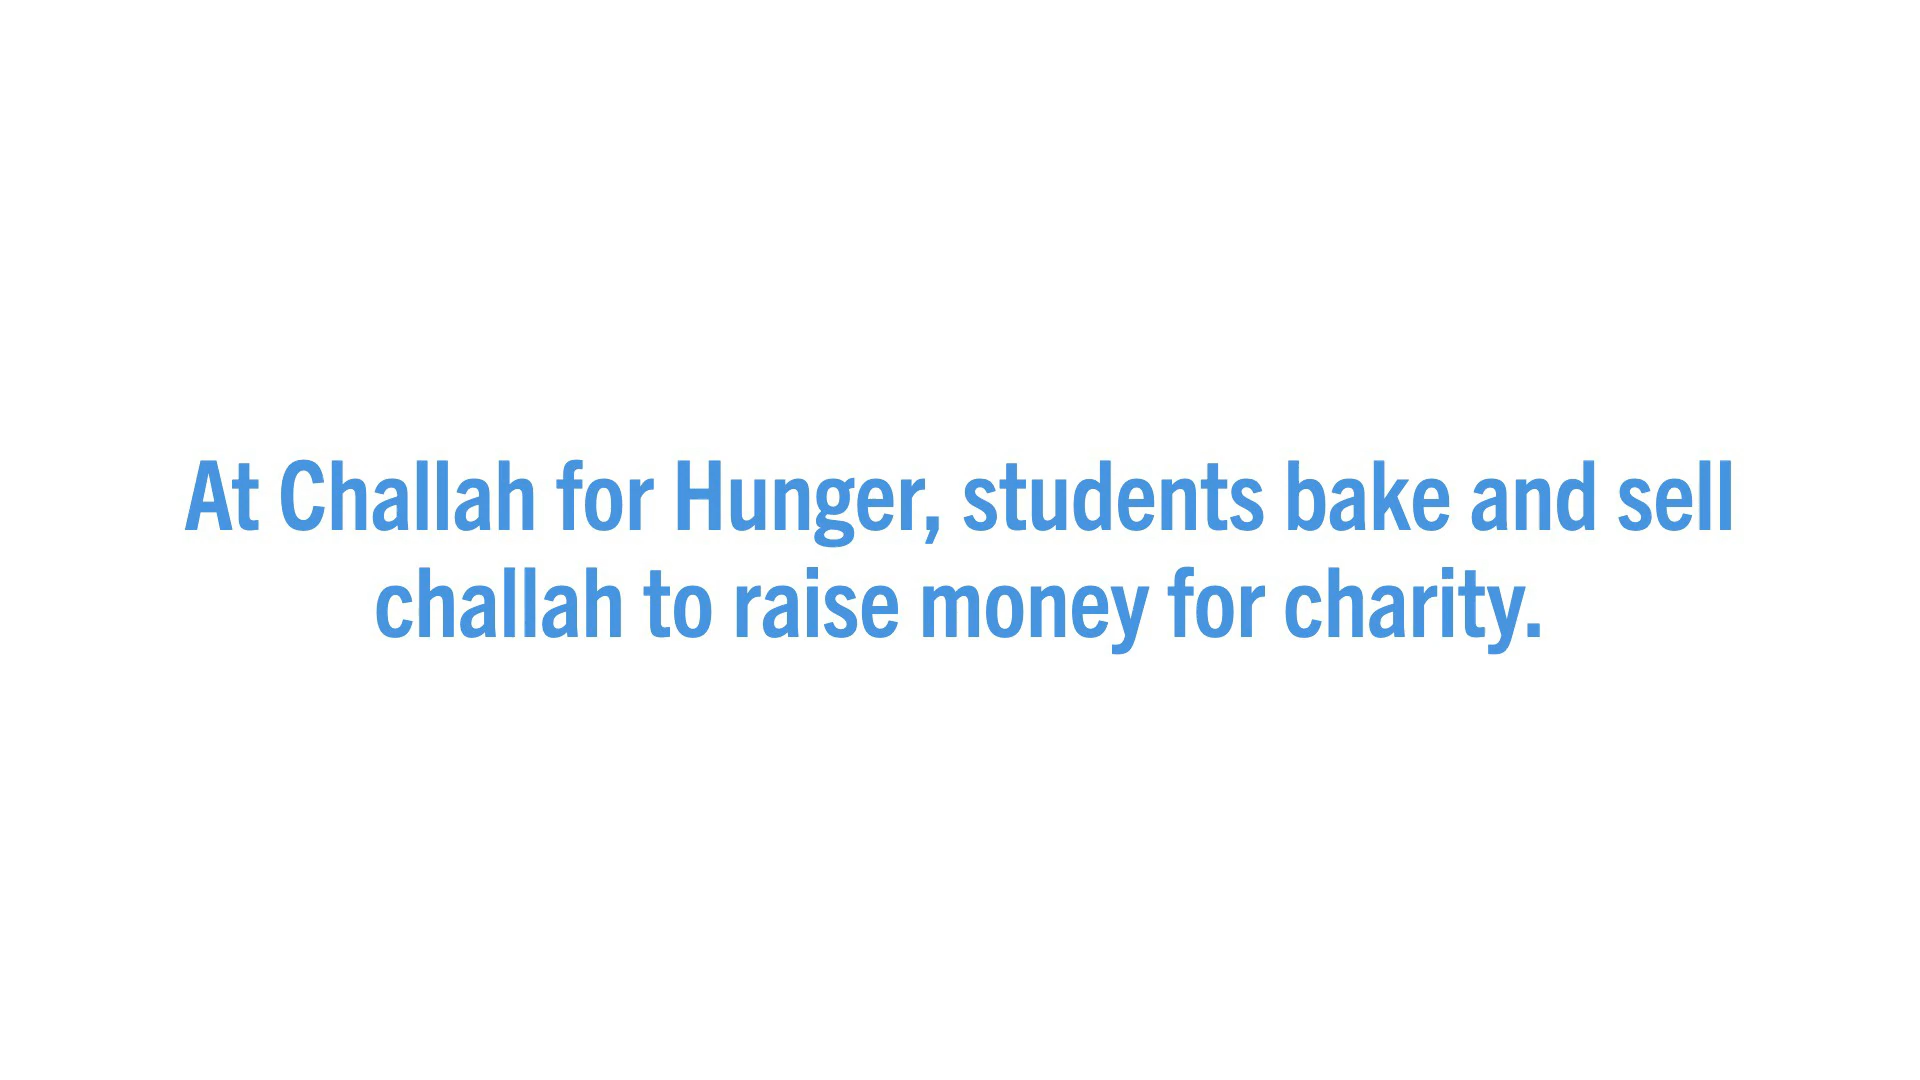 At Challah for Hunger, students bake and sell
challah to raise money for charity.